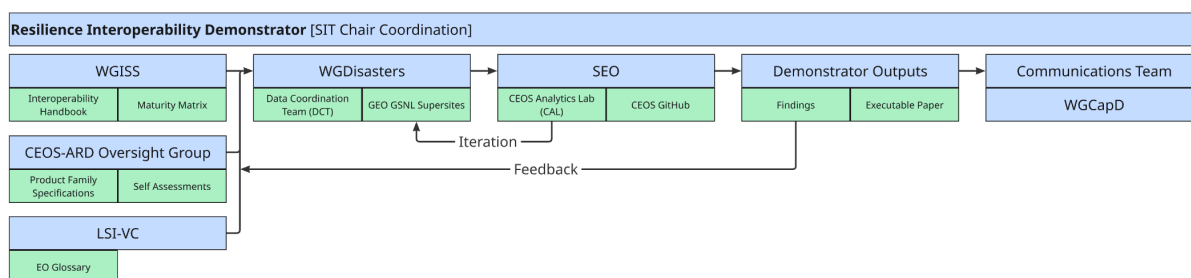 Resilience Interoperability Demonstrator [SIT Chair Coordination]
WGISS
Interoperability
Handbook
Maturity Matrix
WGDisasters
Data Coordination
Team (DCT)
GEO GSNL Supersites
SEO
CEOS Analytics Lab
(CAL)
CEOS GitHub
Demonstrator Outputs
Findings
Executable Paper
Communications Team
WGCapD
Iteration
CEOS-ARD Oversight Group
Product Family
Specifications
Self Assessments
Feedback
LSI-VC
EO Glossary